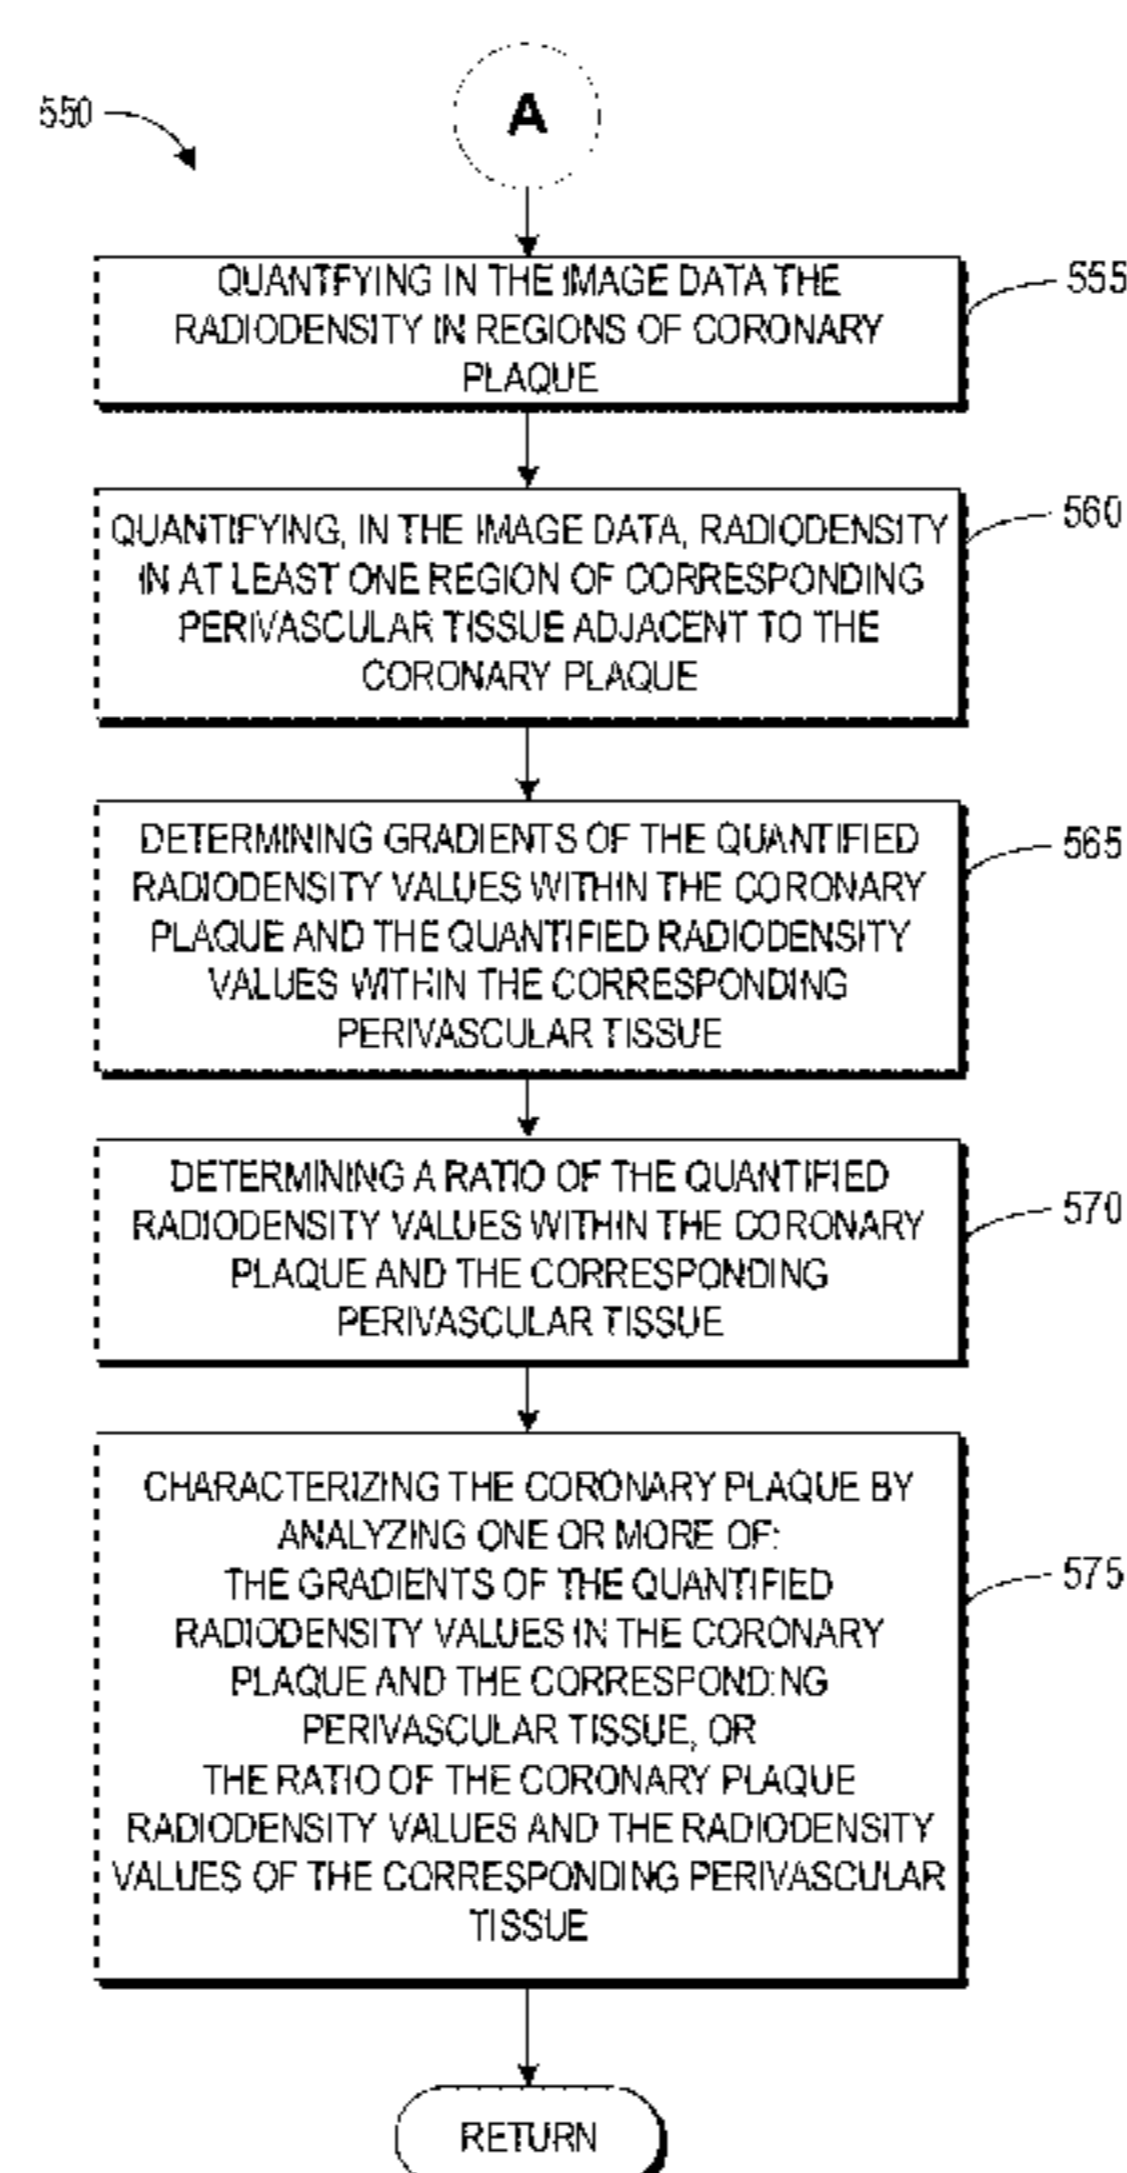 550
A
QUANTFYING IN THE IMAGE DATA THE
RADIODENSITY IN REGIONS OF CORONARY
PLAQUE
555
QUANTIFYING, IN THE IMAGE DATA, RADIODENSITY
IN AT LEAST ONE REGION OF CORRESPONDING
PERIVASCULAR TISSUE ADJACENT TO THE
CORONARY PLAQUE
560
DETERMINING GRADIENTS OF THE QUANTIFIED
RADIODENSITY VALUES WITHIN THE CORONARY
PLAQUE AND THE QUANTIFIED RADIODENSITY
VALUES WITHIN THE CORRESPONDING
PERIVASCULAR TISSUE
565
DETERMINING A RATIO OF THE QUANTIFIED
RADIODENSITY VALUES WITHIN THE CORONARY
PLAQUE AND THE CORRESPONDING
PERIVASCULAR TISSUE
570
CHARACTERIZING THE CORONARY PLAQUE BY
ANALYZING ONE OR MORE OF:
THE GRADIENTS OF THE QUANTIFIED
RADIODENSITY VALUES IN THE CORONARY
PLAQUE AND THE CORRESPONDING
PERIVASCULAR TISSUE, OR
THE RATIO OF THE CORONARY PLAQUE
RADIODENSITY VALUES AND THE RADIODENSITY
VALUES OF THE CORRESPONDING PERIVASCULAR
TISSUE
575
RETURN